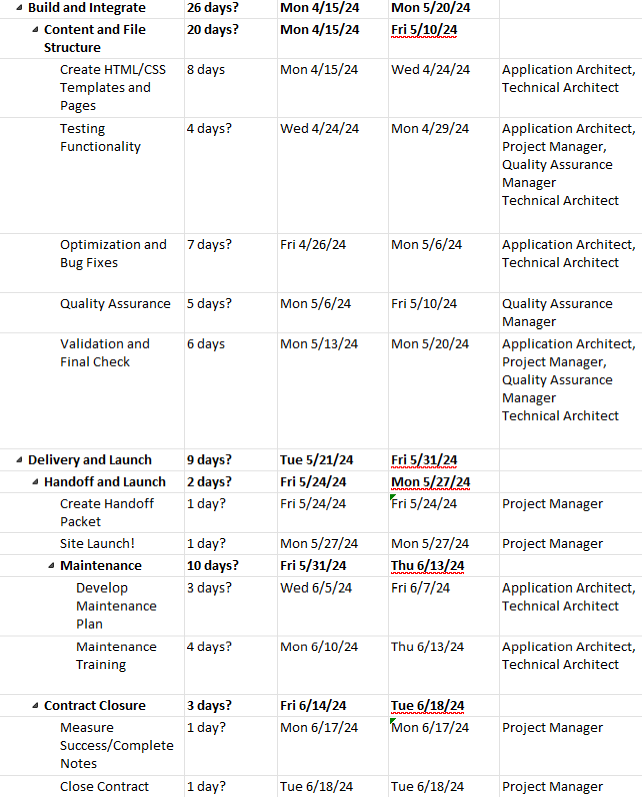 Build and Integrate 26 days? Mon 4/15/24 Mon 5/20/24
Content and File 20 days? Mon 4/15/24 Fri 5/10/24
Structure
Create HTML/CSS 8 days Mon 4/15/24 Wed 4/24/24 Application Architect,
Templates and Technical Architect
Pages
Testing 4 days? Wed 4/24/24 Mon 4/29/24 Application Architect,
Functionality Project Manager,
Quality Assurance
Manager
Technical Architect
Optimization and 7 days? Fri 4/26/24 Mon 5/6/24 Application Architect,
Bug Fixes Technical Architect
Quality Assurance 5 days? Mon 5/6/24 Fri 5/10/24 Quality Assurance
Manager
Validation and 6 days Mon 5/13/24 Mon 5/20/24 Application Architect,
Final Check Project Manager,
Quality Assurance
Manager
Technical Architect
Delivery and Launch 9 days? Tue 5/21/24 Fri 5/31/24
Handoff and Launch 2 days? Fri 5/24/24 Mon 5/27/24
Create Handoff 1 day? Fri 5/24/24 Fri 5/24/24 Project Manager
Packet
Site Launch! 1 day? Mon 5/27/24 Mon 5/27/24 Project Manager
Maintenance 10 days? Fri 5/31/24 Thu 6/13/24
Develop 3 days? Wed 6/5/24 Fri 6/7/24 Application Architect,
Maintenance Technical Architect
Plan
Maintenance 4 days? Mon 6/10/24 Thu 6/13/24 Application Architect,
Training Technical Architect
Contract Closure 3 days? Fri 6/14/24 Tue 6/18/24
Measure 1 day? Mon 6/17/24 Mon 6/17/24 Project Manager
Success/Complete
Notes
Close Contract 1 day? Tue 6/18/24 Tue 6/18/24 Project Manager